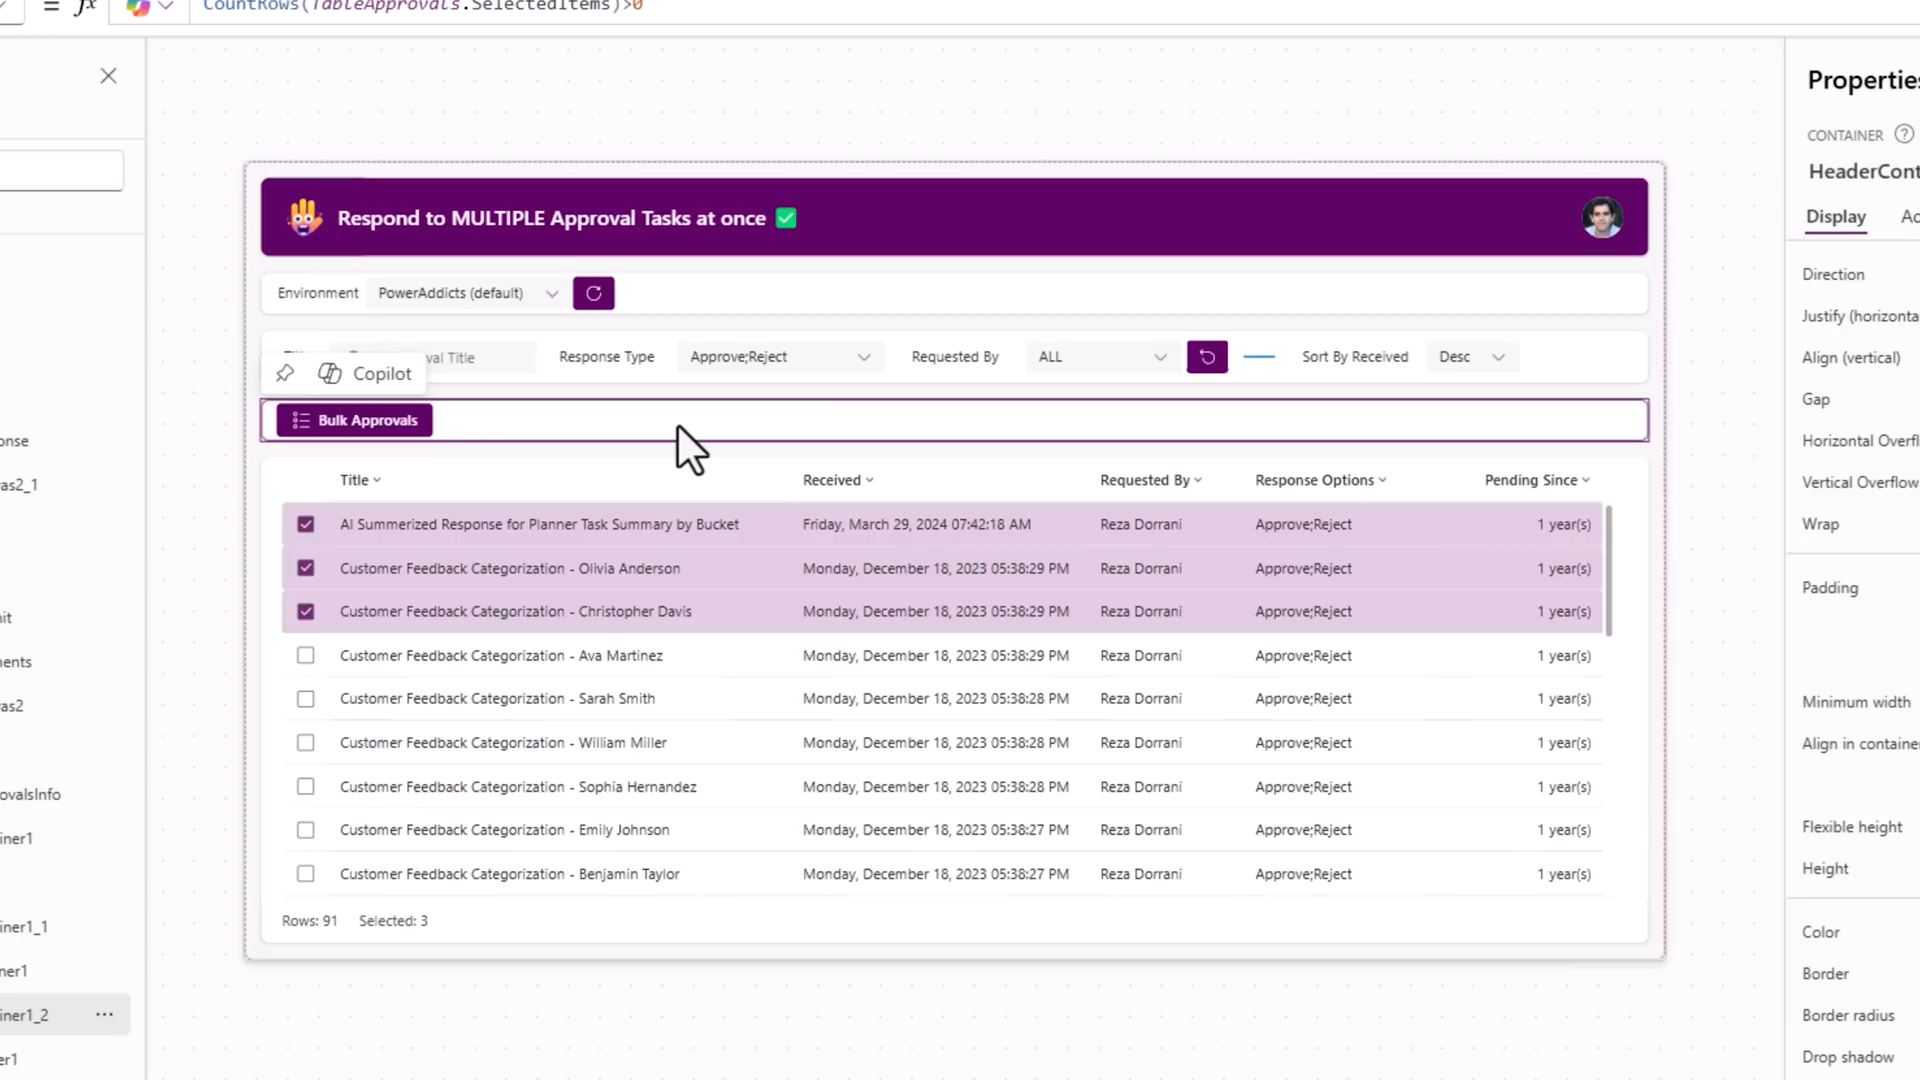 fx
CountRows(TableApprovals.SelectedItems)>0
Properties
CONTAINER
HeaderCont
Display Ac
Direction
Justify (horizonta
Align (vertical)
Gap
Horizontal Overfl
Vertical Overflow
Wrap
Padding
Minimum width
Align in container
Flexible height
Height
Color
Border
Border radius
Drop shadow
onse
as2_1
nit
nents
as2
ovalsInfo
iner1
iner1_1
ner1
iner1_2 ...
er1
Respond to MULTIPLE Approval Tasks at once
Environment PowerAddicts (default)
val Title Response Type Approve;Reject Requested By ALL Sort By Received Desc
Copilot
Bulk Approvals
Title Received Requested By Response Options Pending Since
AI Summerized Response for Planner Task Summary by Bucket Friday, March 29, 2024 07:42:18 AM Reza Dorrani Approve;Reject 1 year(s)
Customer Feedback Categorization - Olivia Anderson Monday, December 18, 2023 05:38:29 PM Reza Dorrani Approve;Reject 1 year(s)
Customer Feedback Categorization - Christopher Davis Monday, December 18, 2023 05:38:29 PM Reza Dorrani Approve;Reject 1 year(s)
Customer Feedback Categorization - Ava Martinez Monday, December 18, 2023 05:38:29 PM Reza Dorrani Approve;Reject 1 year(s)
Customer Feedback Categorization - Sarah Smith Monday, December 18, 2023 05:38:28 PM Reza Dorrani Approve;Reject 1 year(s)
Customer Feedback Categorization - William Miller Monday, December 18, 2023 05:38:28 PM Reza Dorrani Approve;Reject 1 year(s)
Customer Feedback Categorization - Sophia Hernandez Monday, December 18, 2023 05:38:28 PM Reza Dorrani Approve;Reject 1 year(s)
Customer Feedback Categorization - Emily Johnson Monday, December 18, 2023 05:38:27 PM Reza Dorrani Approve;Reject 1 year(s)
Customer Feedback Categorization - Benjamin Taylor Monday, December 18, 2023 05:38:27 PM Reza Dorrani Approve;Reject 1 year(s)
Rows: 91 Selected: 3